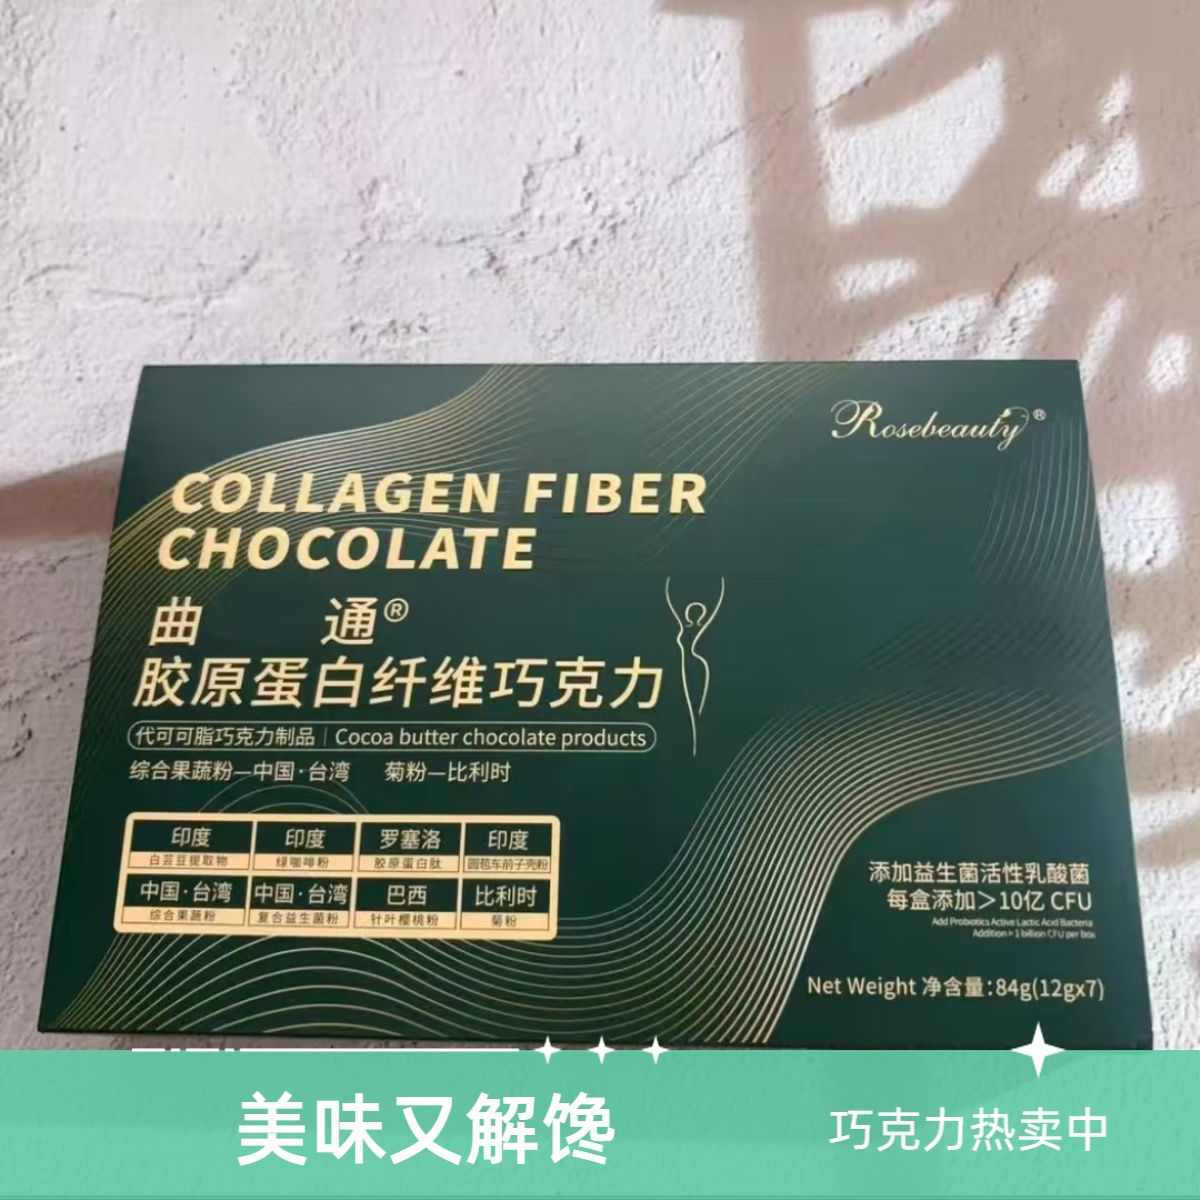 Rosebeauty®
COLLAGEN FIBER
CHOCOLATE
曲 通®
胶原蛋白纤维巧克力
代可可脂巧克力制品 | Cocoa butter chocolate products
综合果蔬粉—中国·台湾 菊粉—比利时
印度 印度 罗塞洛 印度
白芸豆提取物 绿咖啡粉 胶原蛋白肽 圆苞车前子壳粉
中国·台湾 中国·台湾 巴西 比利时
综合果蔬粉 复合益生菌粉 针叶樱桃粉 菊粉
添加益生菌活性乳酸菌
每盒添加>10亿 CFU
Add Probiotics Active Lactic Acid Bacteria
Addition > 1 billion CFU per box
Net Weight 净含量:84g(12gx7)
美味又解馋
巧克力热卖中